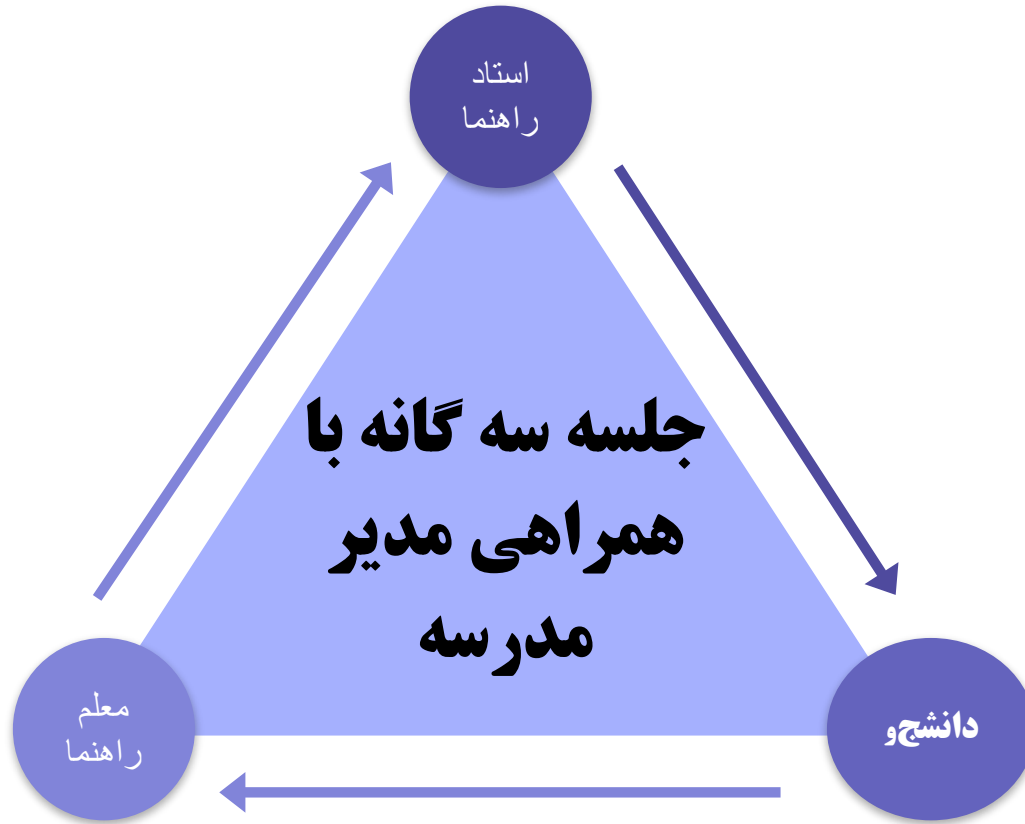 استاد
راهنما
جلسه سه گانه با
همراهی مدیر
مدرسه
معلم
راهنما
دانشجو